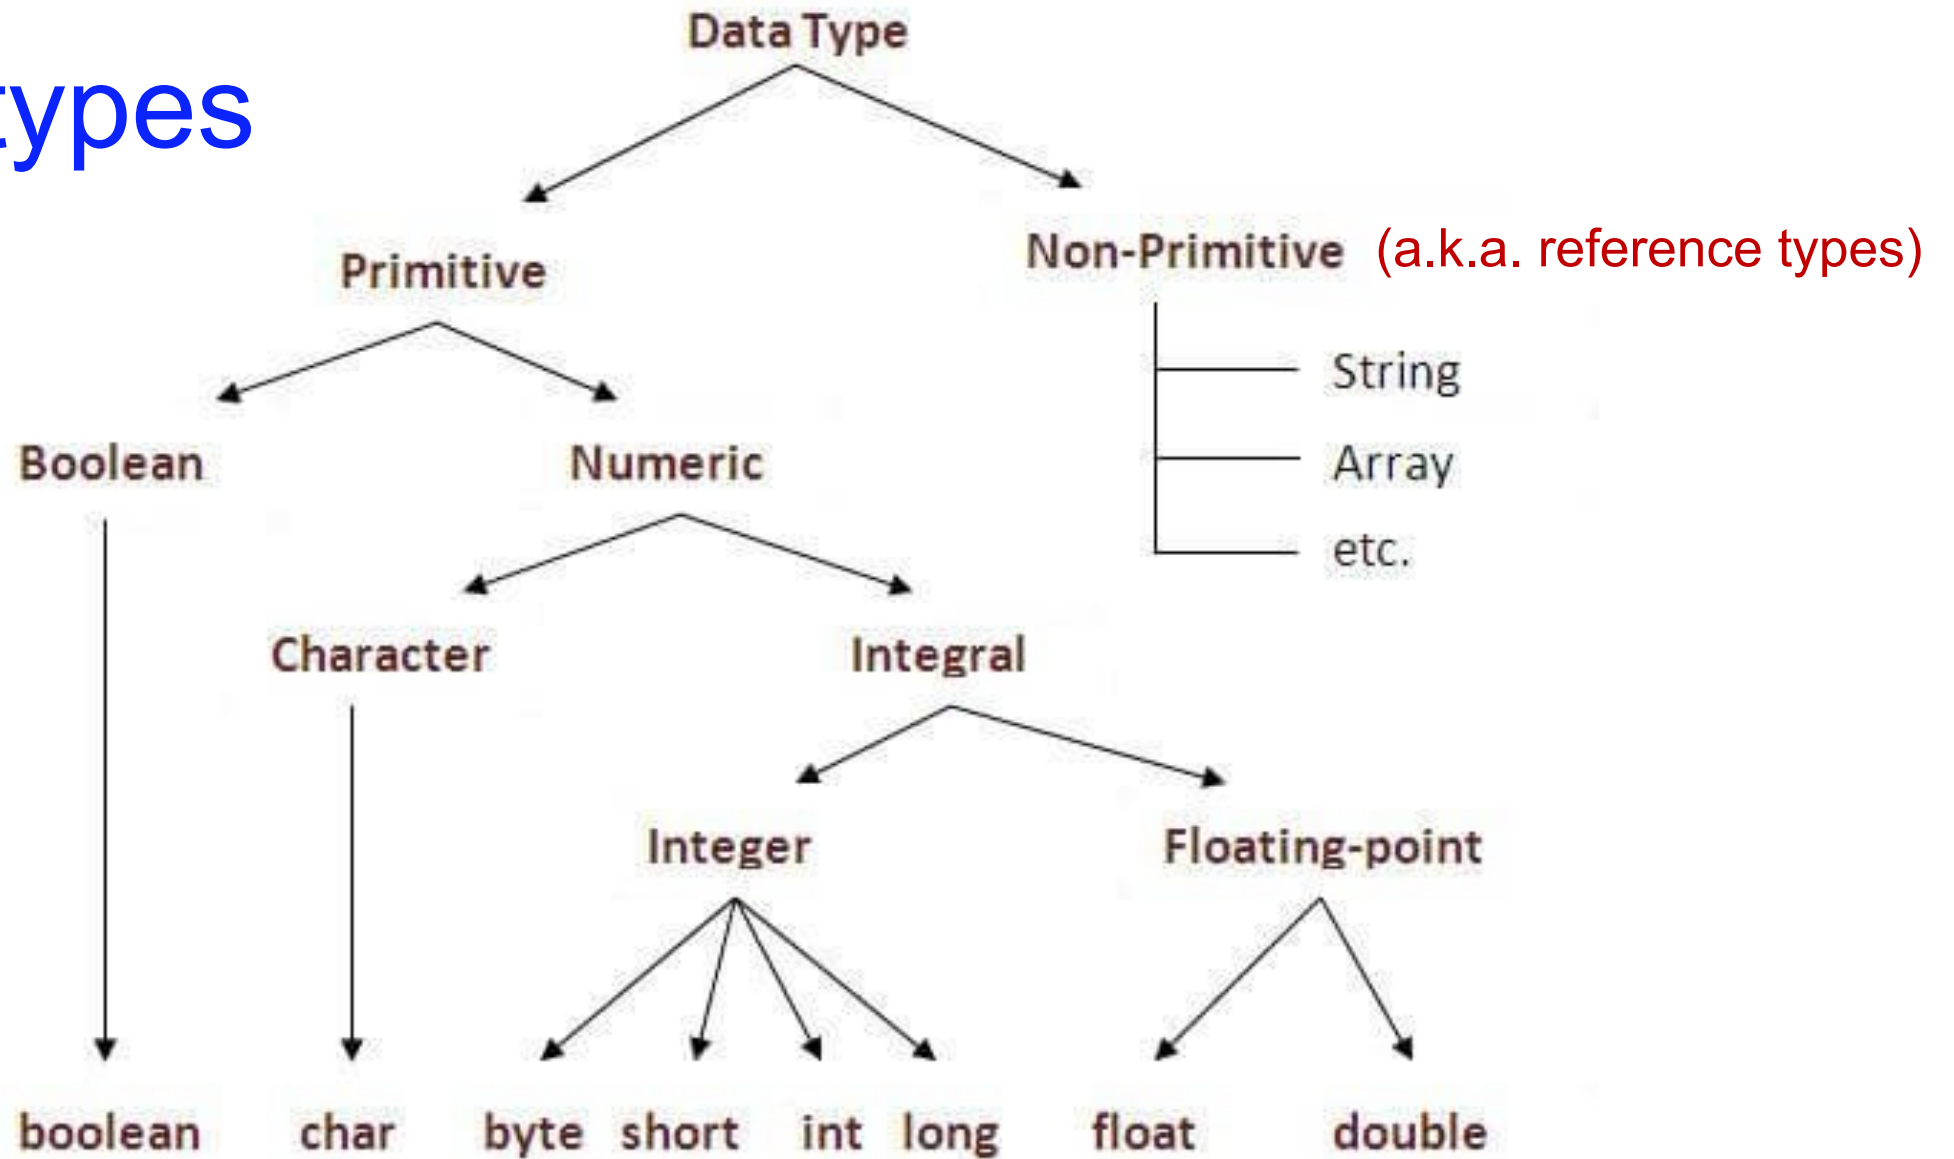 Data Type
types
Primitive
Non-Primitive (a.k.a. reference types)
String
Boolean
Numeric
Array
etc.
Character
Integral
Integer
Floating-point
boolean char byte short int long float double